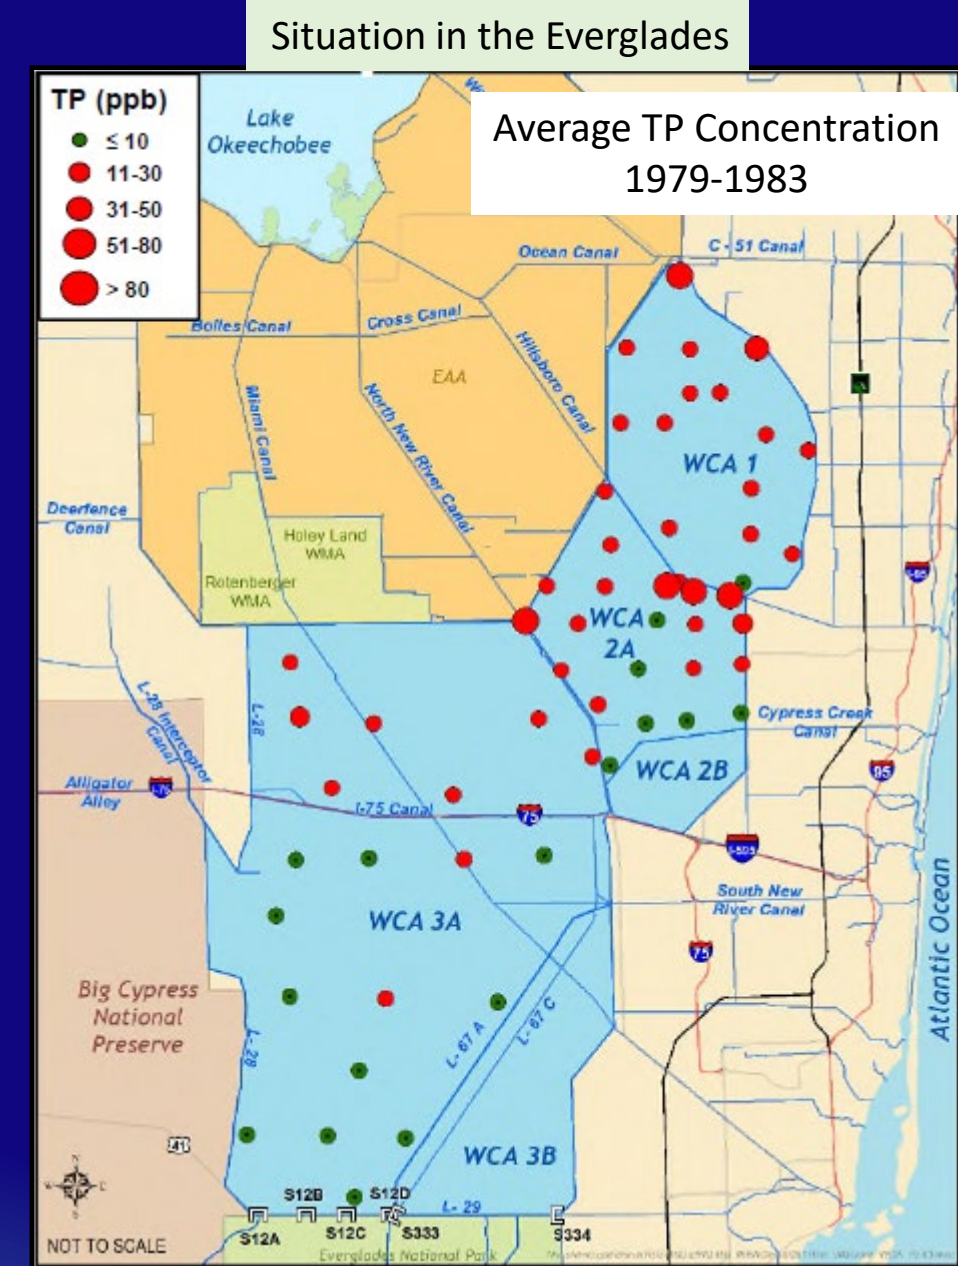 Situation in the Everglades
TP (ppb)
≤ 10
11-30
31-50
51-80
> 80
Lake
Okeechobee
Average TP Concentration
1979-1983
Ocean Canal
C - 51 Canal
Bolles Canal
Cross Canal
Hillsboro Canal
EAA
Miami Canal
North New River Canal
WCA 1
Deerfence
Canal
Holey Land
WMA
Rotenberger
WMA
I-95
WCA
2A
L-28 Interceptor
Canal
L-28
Cypress Creek
Canal
WCA 2B
95
Alligator
Alley
I-75
I-75 Canal
75
I-595
South New
River Canal
WCA 3A
75
Atlantic Ocean
Big Cypress
National
Preserve
L-28
L- 67 A
L- 67 C
41
WCA 3B
S12B
S12D
L- 29
S12A
S12C
S333
S334
NOT TO SCALE
Everglades National Park